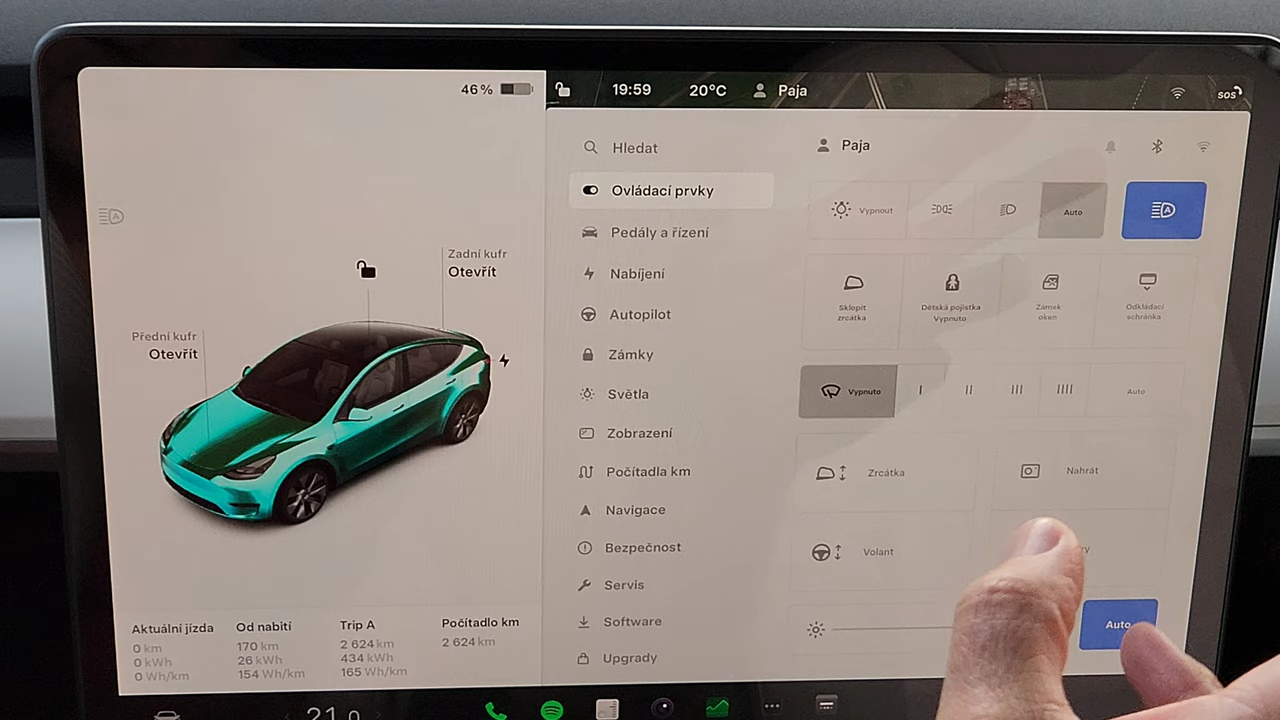 46%
19:59
20°C
Paja
SOS
Hledat
Ovládací prvky
Pedály a řízení
Nabíjení
Autopilot
Zámky
Světla
Zobrazení
Počítadla km
Navigace
Bezpečnost
Servis
Software
Upgrady
Paja
Vypnout
Auto
A
Sklopit
zrcátka
Dětská pojistka
Vypnuto
Zámek
oken
Odkládací
schránka
Vypnuto
I
II
III
IIII
Auto
Zrcátka
Nahrát
Volant
Auto
A
Zadní kufr
Otevřít
Přední kufr
Otevřít
Aktuální jízda
0 km
0 kWh
0 Wh/km
Od nabití
170 km
26 kWh
154 Wh/km
Trip A
2 624 km
434 kWh
165 Wh/km
Počítadlo km
2 624 km
21.0